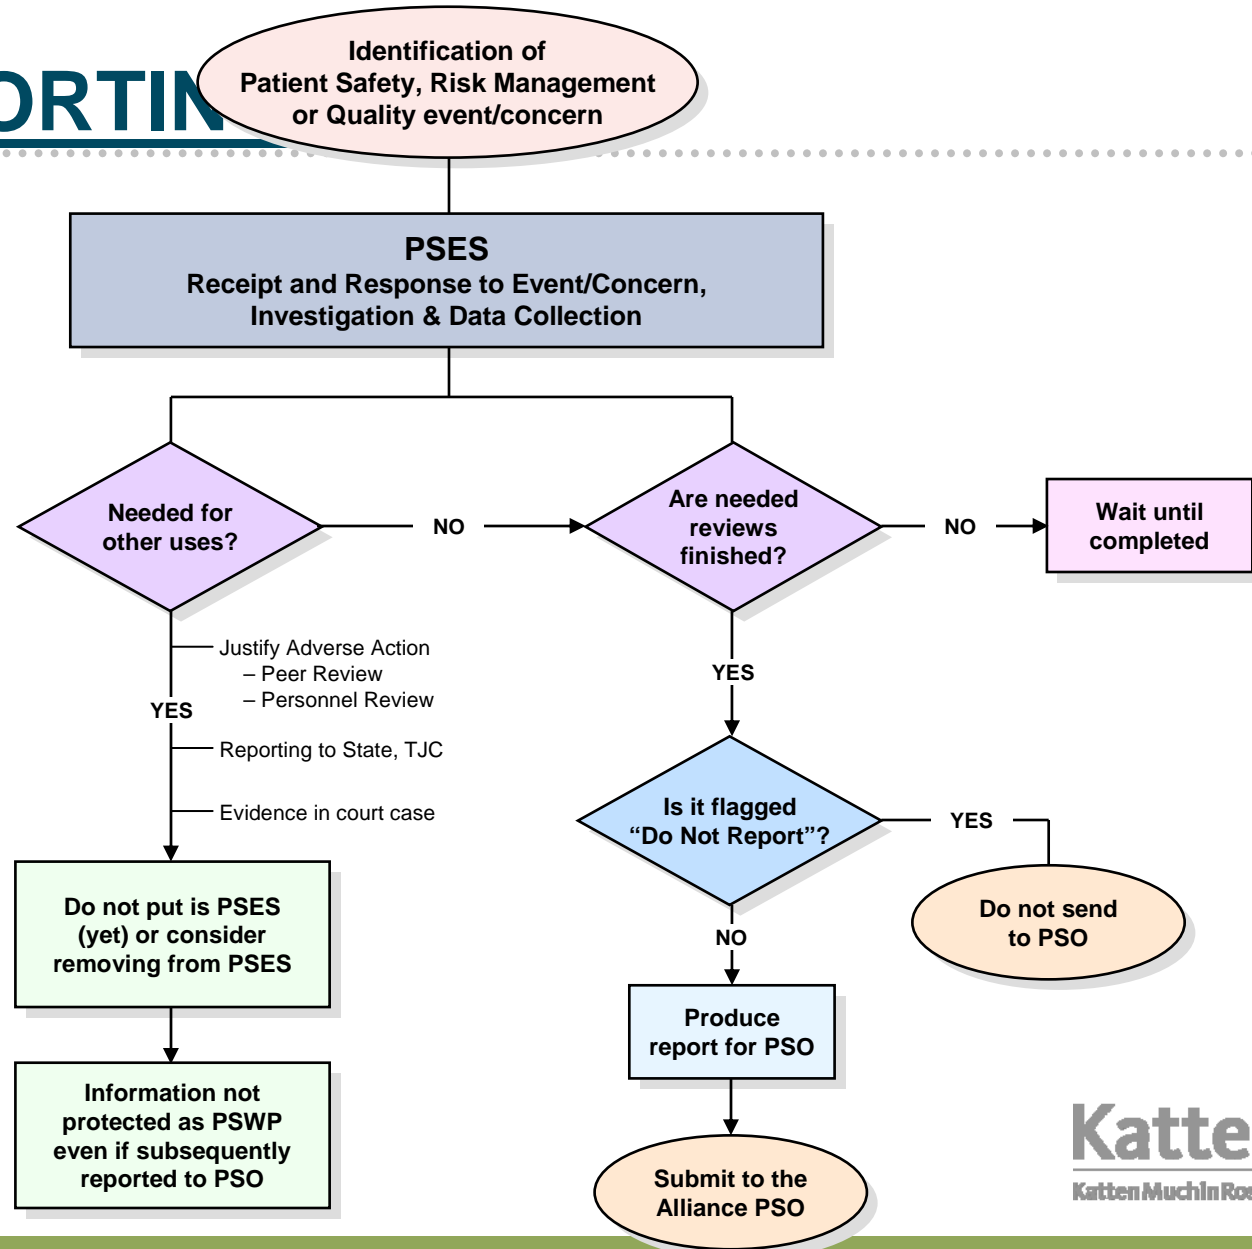 ORTIN
Identification of
Patient Safety, Risk Management
or Quality event/concern
PSES
Receipt and Response to Event/Concern,
Investigation & Data Collection
Needed for
other uses?
NO
Are needed
reviews
finished?
NO
Wait until
completed
Justify Adverse Action
– Peer Review
– Personnel Review
YES
Reporting to State, TJC
Evidence in court case
YES
Is it flagged
“Do Not Report”?
YES
Do not send
to PSO
Do not put is PSES
(yet) or consider
removing from PSES
NO
Produce
report for PSO
Information not
protected as PSWP
even if subsequently
reported to PSO
Submit to the
Alliance PSO
Katte
KattenMuchinRos